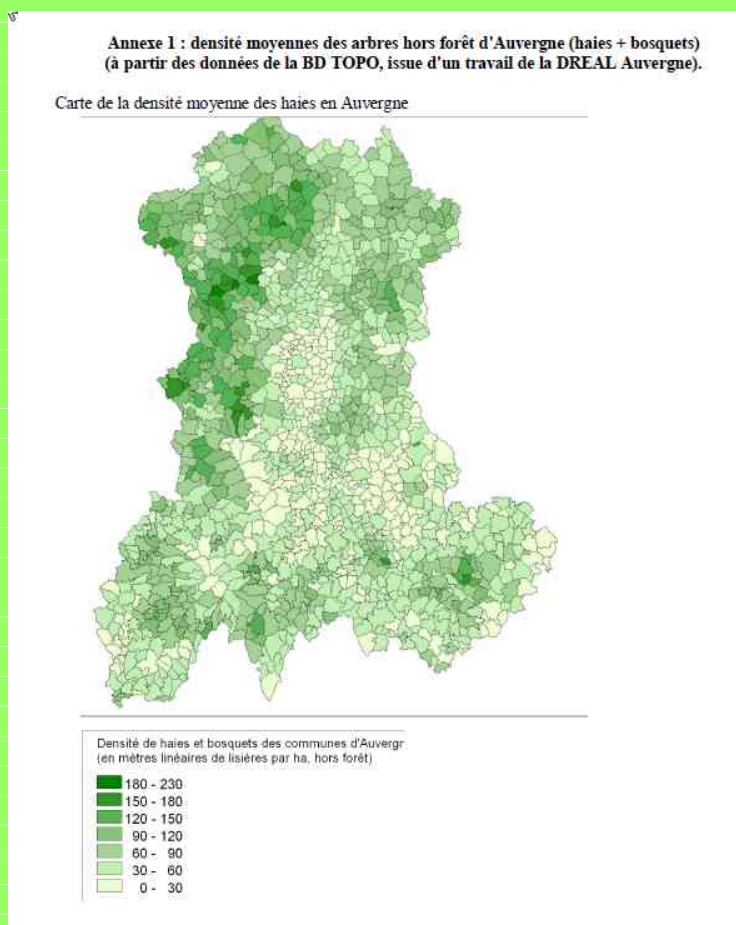 Annexe 1 : densité moyennes des arbres hors forêt d'Auvergne (haies + bosquets)
(à partir des données de la BD TOPO, issue d'un travail de la DREAL Auvergne).
Carte de la densité moyenne des haies en Auvergne
Densité de haies et bosquets des communes d'Auvergr
(en mètres linéaires de lisières par ha, hors forêt)
180 - 230
150 - 180
120 - 150
90 - 120
60 - 90
30 - 60
0 - 30